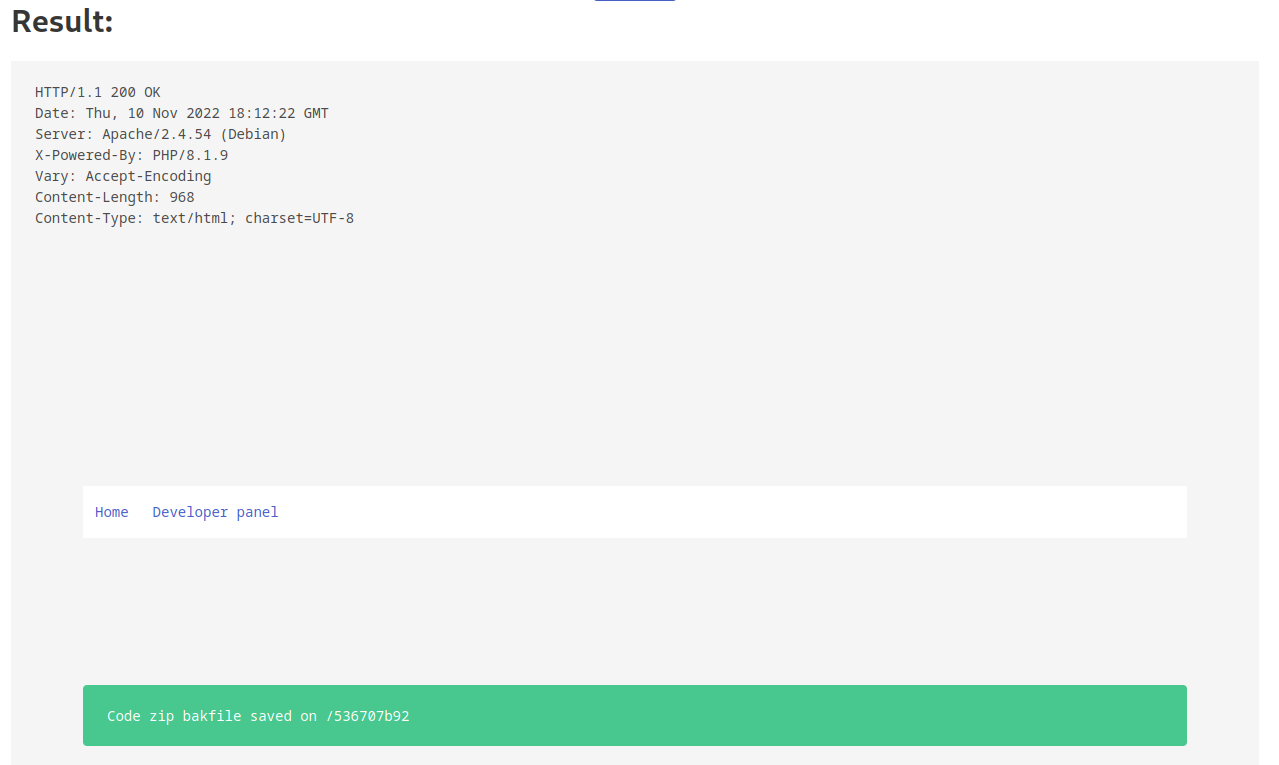 Result:
HTTP/1.1 200 OK
Date: Thu, 10 Nov 2022 18:12:22 GMT
Server: Apache/2.4.54 (Debian)
X-Powered-By: PHP/8.1.9
Vary: Accept-Encoding
Content-Length: 968
Content-Type: text/html; charset=UTF-8
Home Developer panel
Code zip bakfile saved on /536707b92